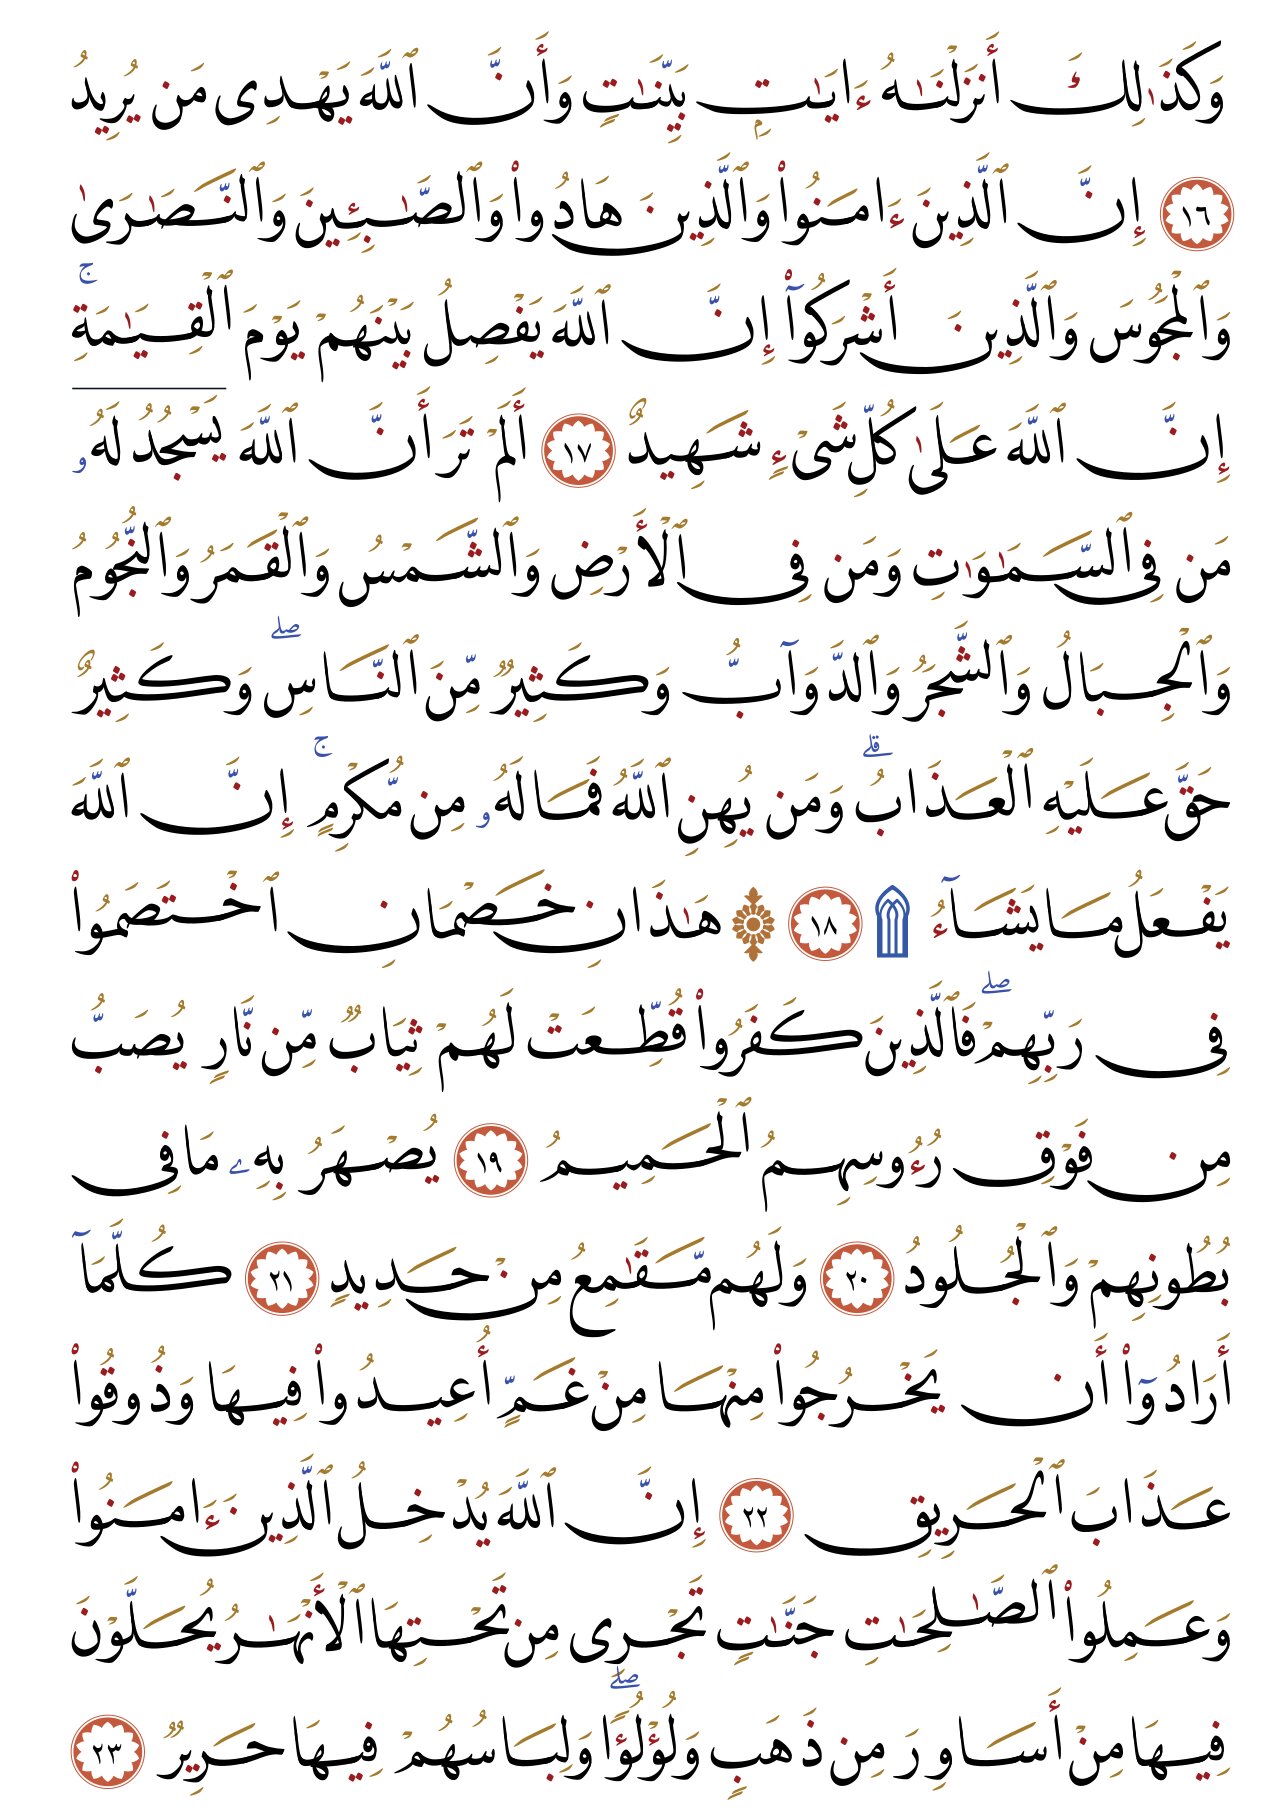 وَكَذَٰلِكَ أَنزَلْنَـٰهُ ءَايَـٰتٍۭ بَيِّنَـٰتٍ وَأَنَّ ٱللَّهَ يَهْدِى مَن يُرِيدُ
١٦ إِنَّ ٱلَّذِينَ ءَامَنُوا۟ وَٱلَّذِينَ هَادُوا۟ وَٱلصَّـٰبِـِٔينَ وَٱلنَّصَـٰرَىٰ
وَٱلْمَجُوسَ وَٱلَّذِينَ أَشْرَكُوٓا۟ إِنَّ ٱللَّهَ يَفْصِلُ بَيْنَهُمْ يَوْمَ ٱلْقِيَـٰمَةِ ۚ
إِنَّ ٱللَّهَ عَلَىٰ كُلِّ شَىْءٍ شَهِيدٌ ١٧ أَلَمْ تَرَ أَنَّ ٱللَّهَ يَسْجُدُ لَهُۥ
مَن فِى ٱلسَّمَـٰوَٰتِ وَمَن فِى ٱلْأَرْضِ وَٱلشَّمْسُ وَٱلْقَمَرُ وَٱلنُّجُومُ
وَٱلْجِبَالُ وَٱلشَّجَرُ وَٱلدَّوَآبُّ وَكَثِيرٌ مِّنَ ٱلنَّاسِ ۖ وَكَثِيرٌ
حَقَّ عَلَيْهِ ٱلْعَذَابُ ۗ وَمَن يُهِنِ ٱللَّهُ فَمَا لَهُۥ مِن مُّكْرِمٍ ۚ إِنَّ ٱللَّهَ
يَفْعَلُ مَا يَشَآءُ ۩ ١٨ ۞ هَـٰذَانِ خَصْمَانِ ٱخْتَصَمُوا۟
فِى رَبِّهِمْ ۖ فَٱلَّذِينَ كَفَرُوا۟ قُطِّعَتْ لَهُمْ ثِيَابٌ مِّن نَّارٍ يُصَبُّ
مِن فَوْقِ رُءُوسِهِمُ ٱلْحَمِيمُ ١٩ يُصْهَرُ بِهِۦ مَا فِى
بُطُونِهِمْ وَٱلْجُلُودُ ٢٠ وَلَهُم مَّقَـٰمِعُ مِنْ حَدِيدٍ ٢١ كُلَّمَآ
أَرَادُوٓا۟ أَن يَخْرُجُوا۟ مِنْهَا مِنْ غَمٍّ أُعِيدُوا۟ فِيهَا وَذُوقُوا۟
عَذَابَ ٱلْحَرِيقِ ٢٢ إِنَّ ٱللَّهَ يُدْخِلُ ٱلَّذِينَ ءَامَنُوا۟
وَعَمِلُوا۟ ٱلصَّـٰلِحَـٰتِ جَنَّـٰتٍ تَجْرِى مِن تَحْتِهَا ٱلْأَنْهَـٰرُ يُحَلَّوْنَ
فِيهَا مِنْ أَسَاوِرَ مِن ذَهَبٍ وَلُؤْلُؤًا ۖ وَلِبَاسُهُمْ فِيهَا حَرِيرٌ ٢٣